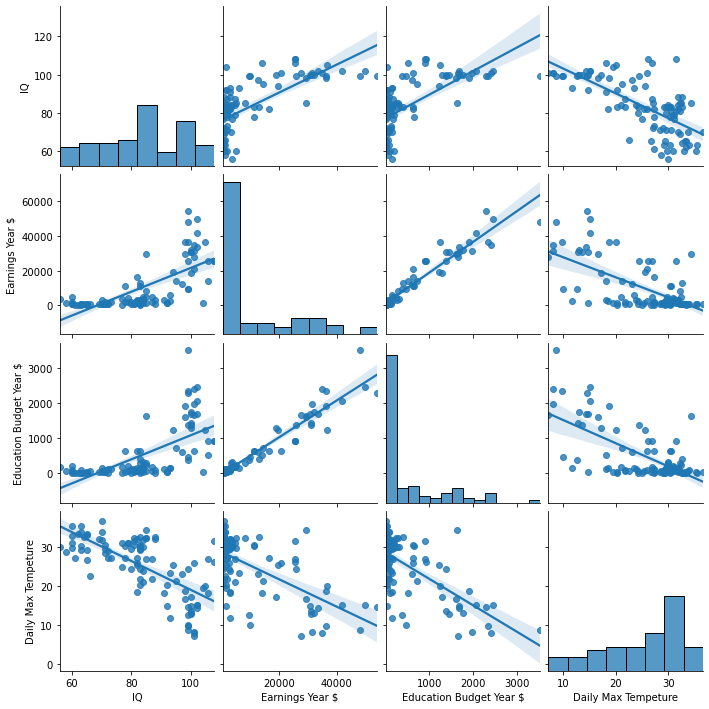 120
100
80
60
IQ
60000
40000
20000
0
Earnings Year $
3000
2000
1000
0
Education Budget Year $
30
20
10
0
Daily Max Tempeture
60 80 100
IQ
20000 40000
Earnings Year $
0 1000 2000 3000
Education Budget Year $
10 20 30
Daily Max Tempeture